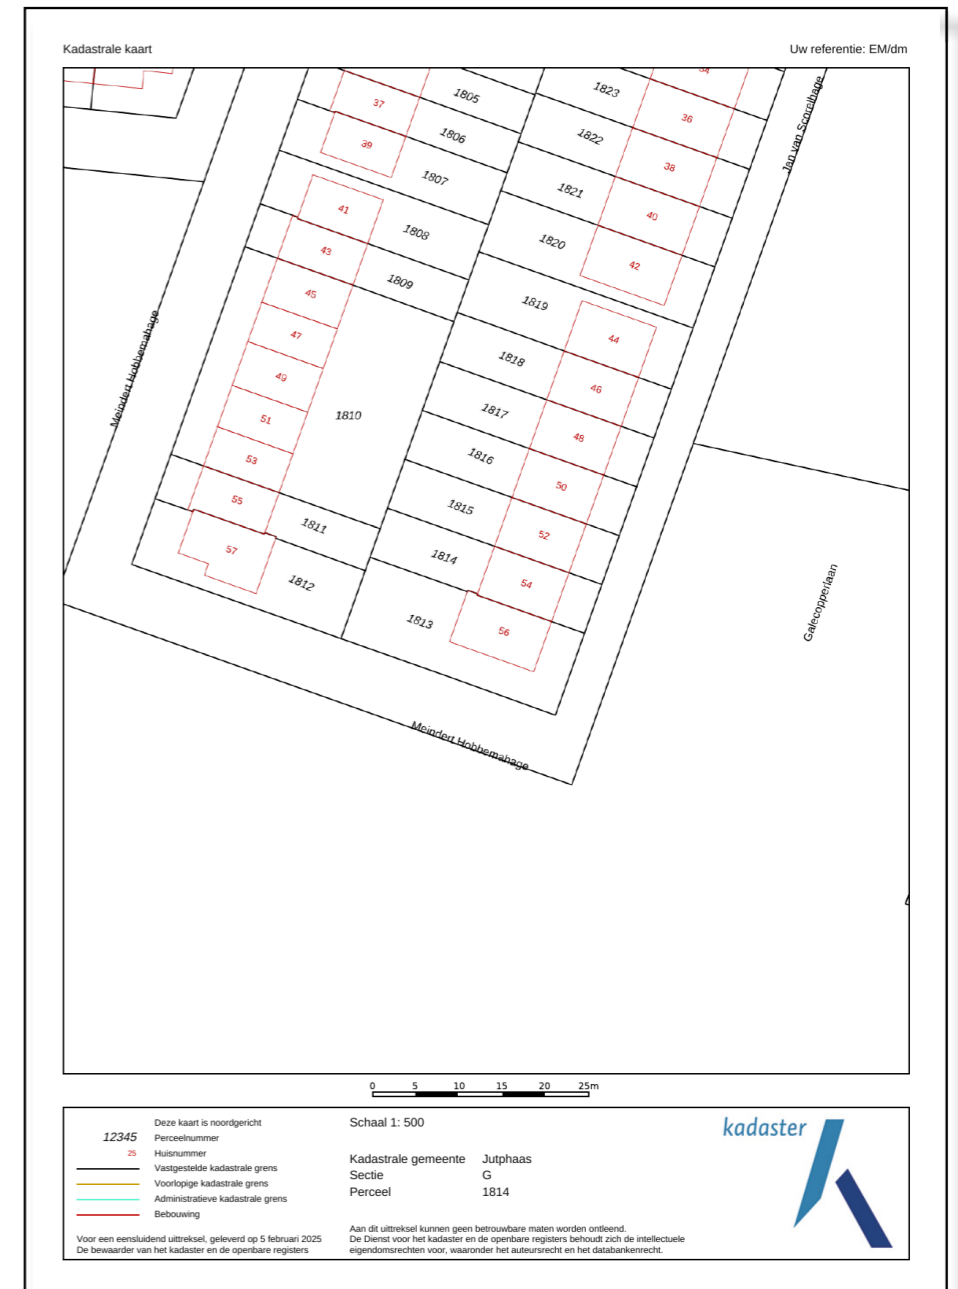 Kadastrale kaart
Uw referentie: EM/dm
34
37
1805
1823
36
Jan van Scorelhage
39
1806
1822
38
1807
1821
41
40
1808
1820
43
42
1809
45
1819
44
47
Meindert Hobbemahage
1818
49
46
1810
1817
51
48
53
1816
50
55
1815
1811
52
57
1814
1812
54
1813
56
Galecopperlaan
Meindert Hobbemahage
0 5 10 15 20 25m
Deze kaart is noordgericht
12345 Perceelnummer
25 Huisnummer
Vastgestelde kadastrale grens
Voorlopige kadastrale grens
Administratieve kadastrale grens
Bebouwing
Voor een eensluidend uittreksel, geleverd op 5 februari 2025
De bewaarder van het kadaster en de openbare registers
Schaal 1: 500
Kadastrale gemeente Jutphaas
Sectie G
Perceel 1814
Aan dit uittreksel kunnen geen betrouwbare maten worden ontleend.
De Dienst voor het kadaster en de openbare registers behoudt zich de intellectuele
eigendomsrechten voor, waaronder het auteursrecht en het databankenrecht.
kadaster